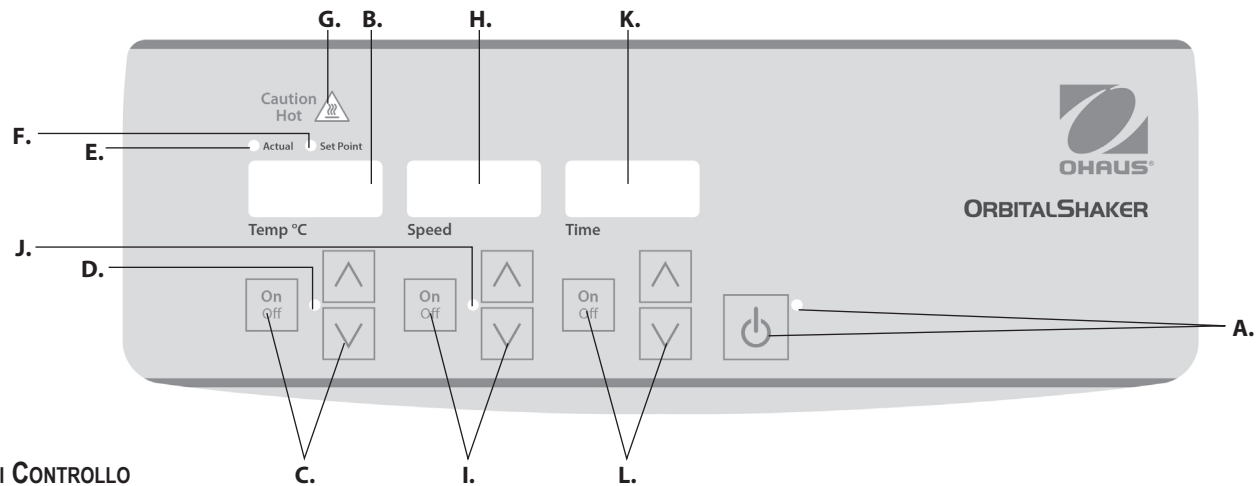 G. B. H. K.
Caution
Hot
F.
E.
Actual Set Point
OHAUS®
ORBITALSHAKER
Temp °C Speed Time
J.
D.
On
Off
On
Off
On
Off
A.
CONTROLLO
C. I. L.